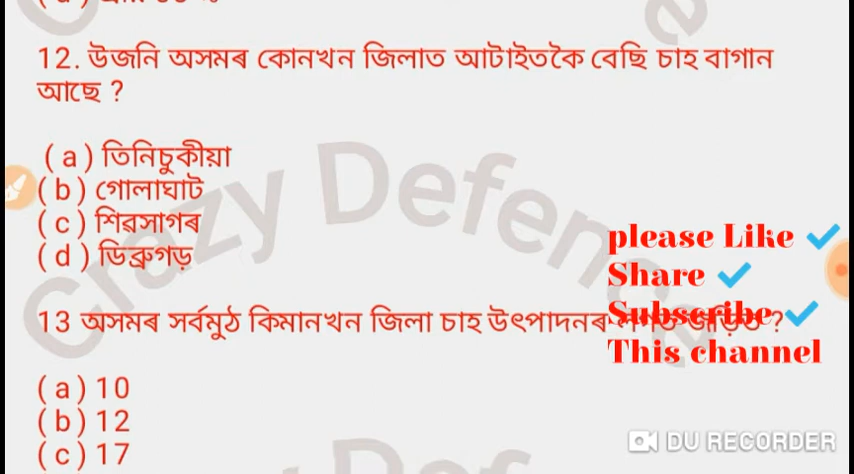 12. উজনি অসমৰ কোনখন জিলাত আটাইতকৈ বেছি চাহ বাগান
আছে ?
( a ) তিনিচুকীয়া
( b ) গোলাঘাট
( c ) শিৱসাগৰ
( d ) ডিব্ৰুগড়
13 অসমৰ সৰ্বমুঠ কিমানখন জিলা চাহ উৎপাদনৰ ?
( a ) 10
( b ) 12
( c ) 17
please Like
Share
Subscribe
This channel
Crazy Defence
DU RECORDER